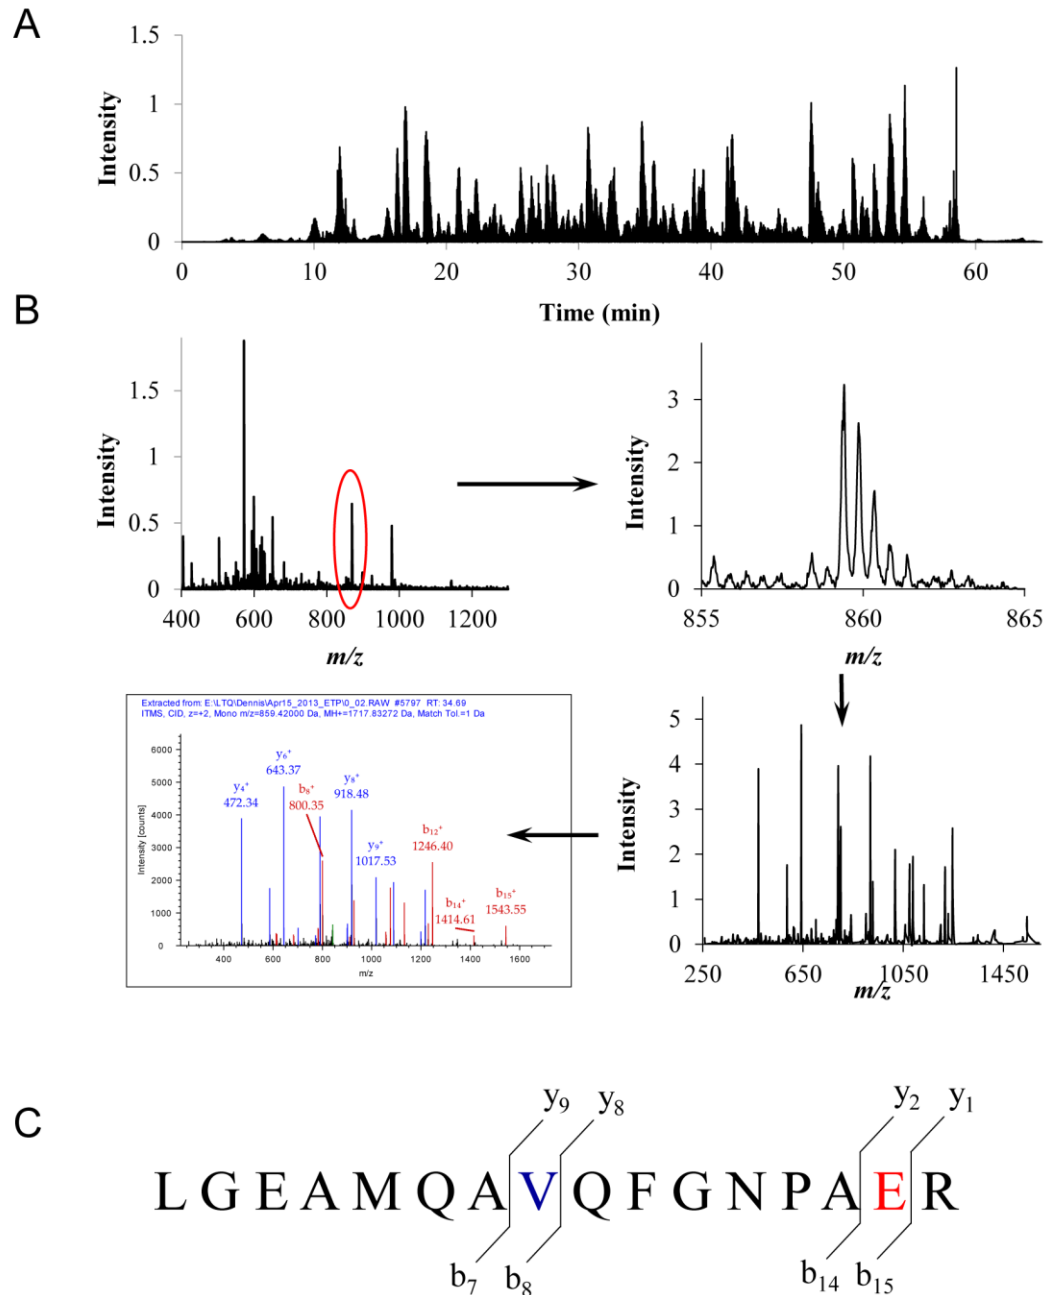 A
1.5
1
0.5
0
Intensity
0 10 20 30 40 50 60
Time (min)
B
1.5
1
0.5
0
Intensity
400 600 800 1000 1200
m/z
3
2
1
0
Intensity
855 860 865
m/z
Extracted from: E:\LTQ\Dennis\Apr15_2013_ETP\0_02.RAW #5797 RT: 34.69
ITMS, CID, z=+2, Mono m/z=859.42000 Da, MH+=1717.83272 Da, Match Tol.=1 Da
6000
5000
4000
3000
2000
1000
0
Intensity [counts]
y₄⁺
472.34
y₆⁺
643.37
b₈⁺
800.35
y₈⁺
918.48
y₉⁺
1017.53
b₁₂⁺
1246.40
b₁₄⁺
1414.61
b₁₅⁺
1543.55
400 600 800 1000 1200 1400 1600
m/z
5
4
3
2
1
0
Intensity
250 650 1050 1450
m/z
C
y₉ y₈ y₂ y₁
L G E A M Q A V Q F G N P A E R
b₇ b₈ b₁₄ b₁₅